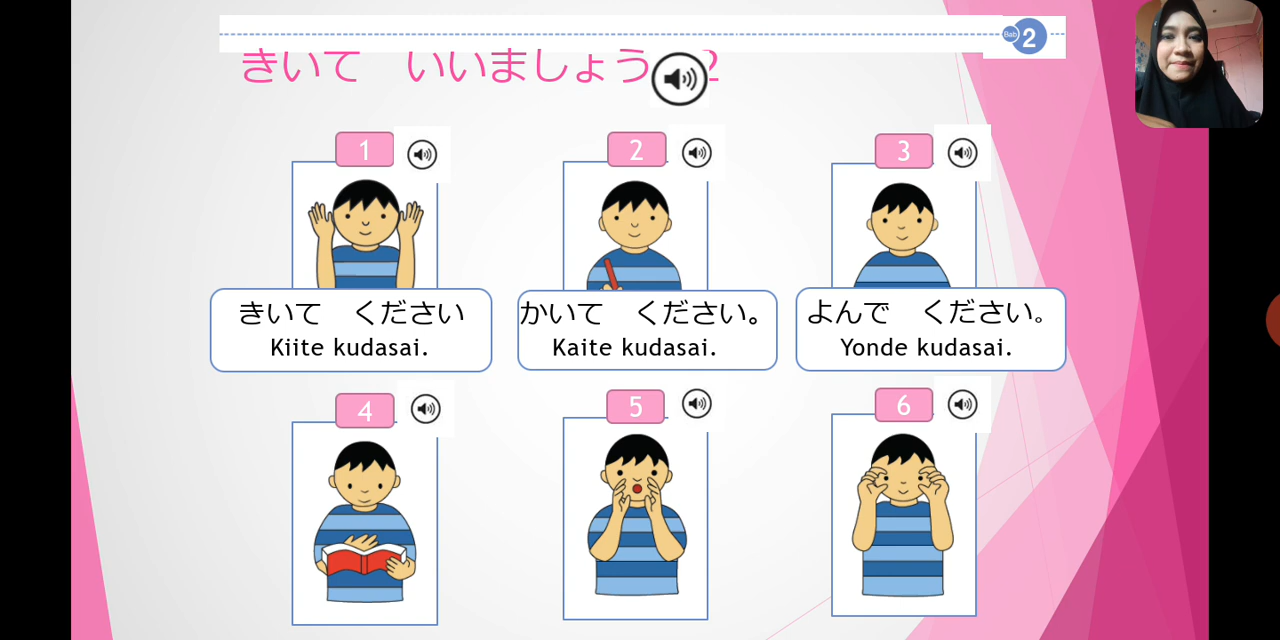 Bab 2
きいて　いいましょう 2
1
2
3
きいて　ください
Kiite kudasai.
かいて　ください。
Kaite kudasai.
よんで　ください。
Yonde kudasai.
4
5
6